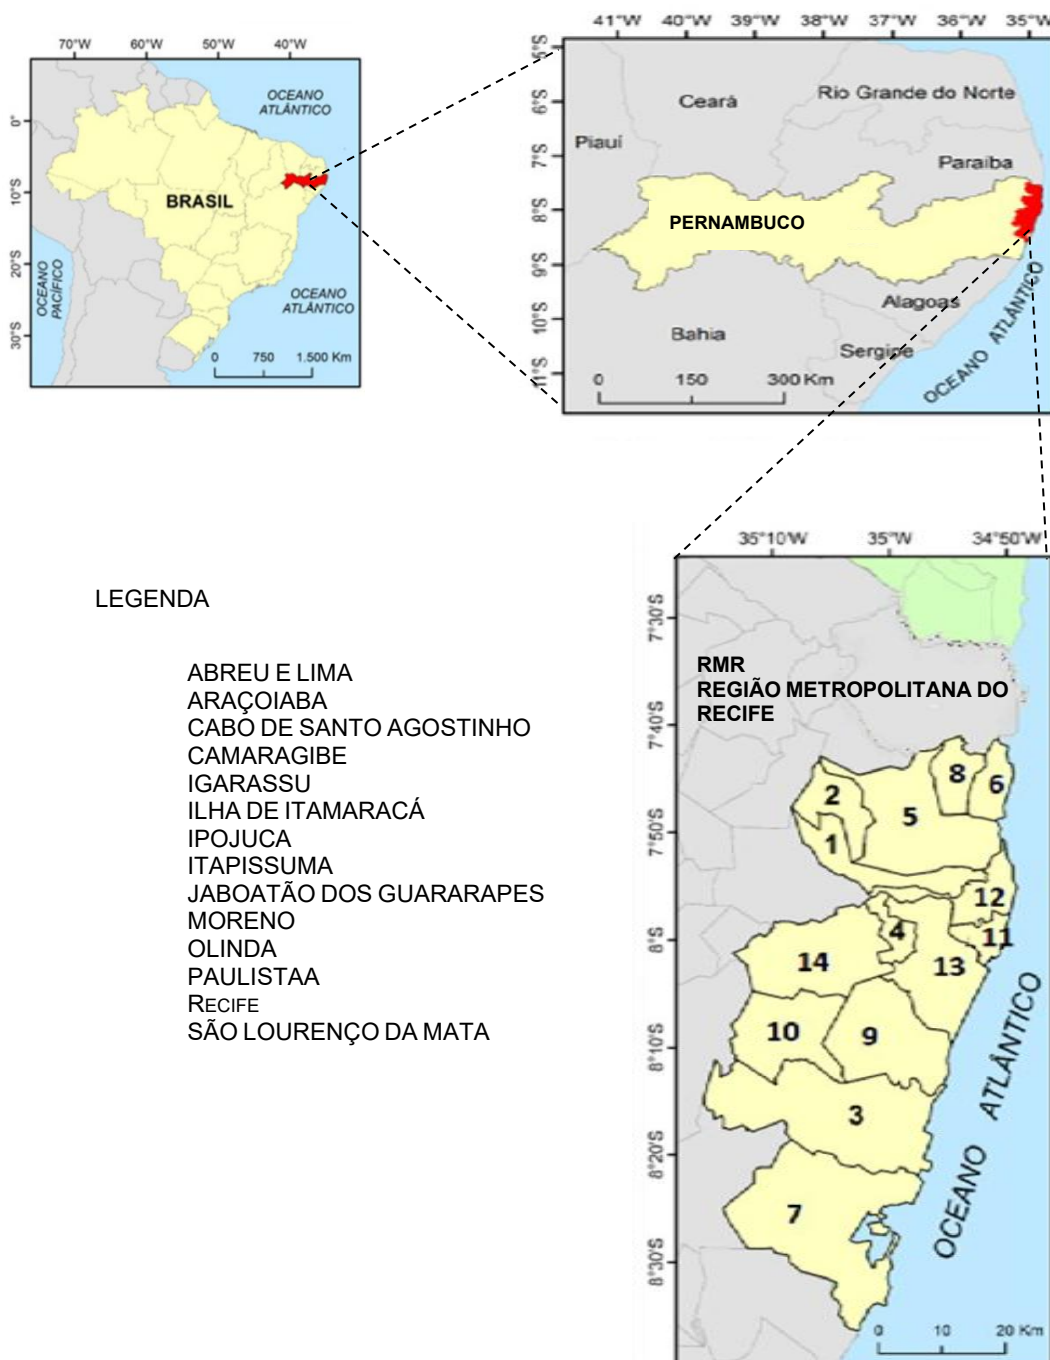 70°W 60°W 50°W 40°W
0°
10°S
20°S
30°S
OCEANO
ATLÂNTICO
BRASIL
OCEANO
PACÍFICO
OCEANO
ATLÂNTICO
0 750 1.500 Km
41°W 40°W 39°W 38°W 37°W 36°W 35°W
5°S
6°S
7°S
8°S
9°S
10°S
11°S
Ceará
Rio Grande do Norte
Piauí
Paraíba
PERNAMBUCO
Alagoas
Bahia
Sergipe
OCEANO ATLÂNTICO
0 150 300 Km
LEGENDA
ABREU E LIMA
ARAÇOIABA
CABO DE SANTO AGOSTINHO
CAMARAGIBE
IGARASSU
ILHA DE ITAMARACÁ
IPOJUCA
ITAPISSUMA
JABOATÃO DOS GUARARAPES
MORENO
OLINDA
PAULISTAA
RECIFE
SÃO LOURENÇO DA MATA
35°10'W 35°W 34°50'W
7°30'S
7°40'S
7°50'S
8°S
8°10'S
8°20'S
8°30'S
RMR
REGIÃO METROPOLITANA DO
RECIFE
8
6
2
5
1
12
4
11
14
13
10
9
3
7
OCEANO ATLÂNTICO
0 10 20 Km